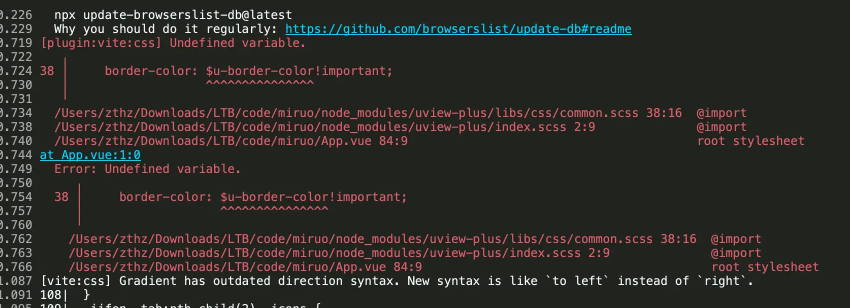 0.226 npx update-browserslist-db@latest
0.229 Why you should do it regularly: https://github.com/browserslist/update-db#readme
0.719 [plugin:vite:css] Undefined variable.
0.722
0.724 38 │ border-color: $u-border-color!important;
0.730 │ ^^^^^^^^^^^^^^^
0.731
0.734 /Users/zthz/Downloads/LTB/code/miruo/node_modules/uview-plus/libs/css/common.scss 38:16 @import
0.738 /Users/zthz/Downloads/LTB/code/miruo/node_modules/uview-plus/index.scss 2:9 @import
0.740 /Users/zthz/Downloads/LTB/code/miruo/App.vue 84:9 root stylesheet
0.744 at App.vue:1:0
0.749 Error: Undefined variable.
0.750
0.754 38 │ border-color: $u-border-color!important;
0.757 │ ^^^^^^^^^^^^^^^
0.760
0.762 /Users/zthz/Downloads/LTB/code/miruo/node_modules/uview-plus/libs/css/common.scss 38:16 @import
0.763 /Users/zthz/Downloads/LTB/code/miruo/node_modules/uview-plus/index.scss 2:9 @import
0.766 /Users/zthz/Downloads/LTB/code/miruo/App.vue 84:9 root stylesheet
1.087 [vite:css] Gradient has outdated direction syntax. New syntax is like `to left` instead of `right`.
1.091 108| }